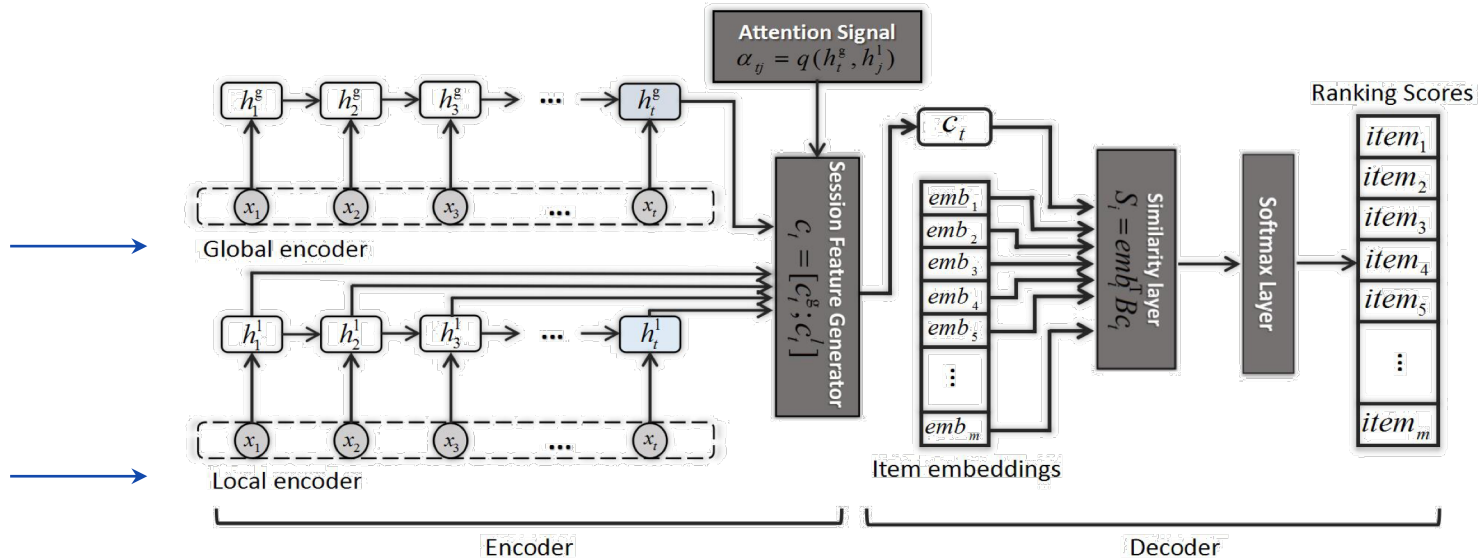 Attention Signal
α_tj = q(h_t^g, h_j^l)
h_1^g h_2^g h_3^g ... h_t^g
x_1 x_2 x_3 ... x_t
Global encoder
h_1^l h_2^l h_3^l ... h_t^l
x_1 x_2 x_3 ... x_t
Local encoder
Session Feature Generator
c_t = [c_t^g; c_t^l]
Encoder
c_t
emb_1
emb_2
emb_3
emb_4
emb_5
...
emb_m
Item embeddings
Similarity layer
S_i = emb_i^T B c_t
Softmax Layer
Ranking Scores
item_1
item_2
item_3
item_4
item_5
...
item_m
Decoder